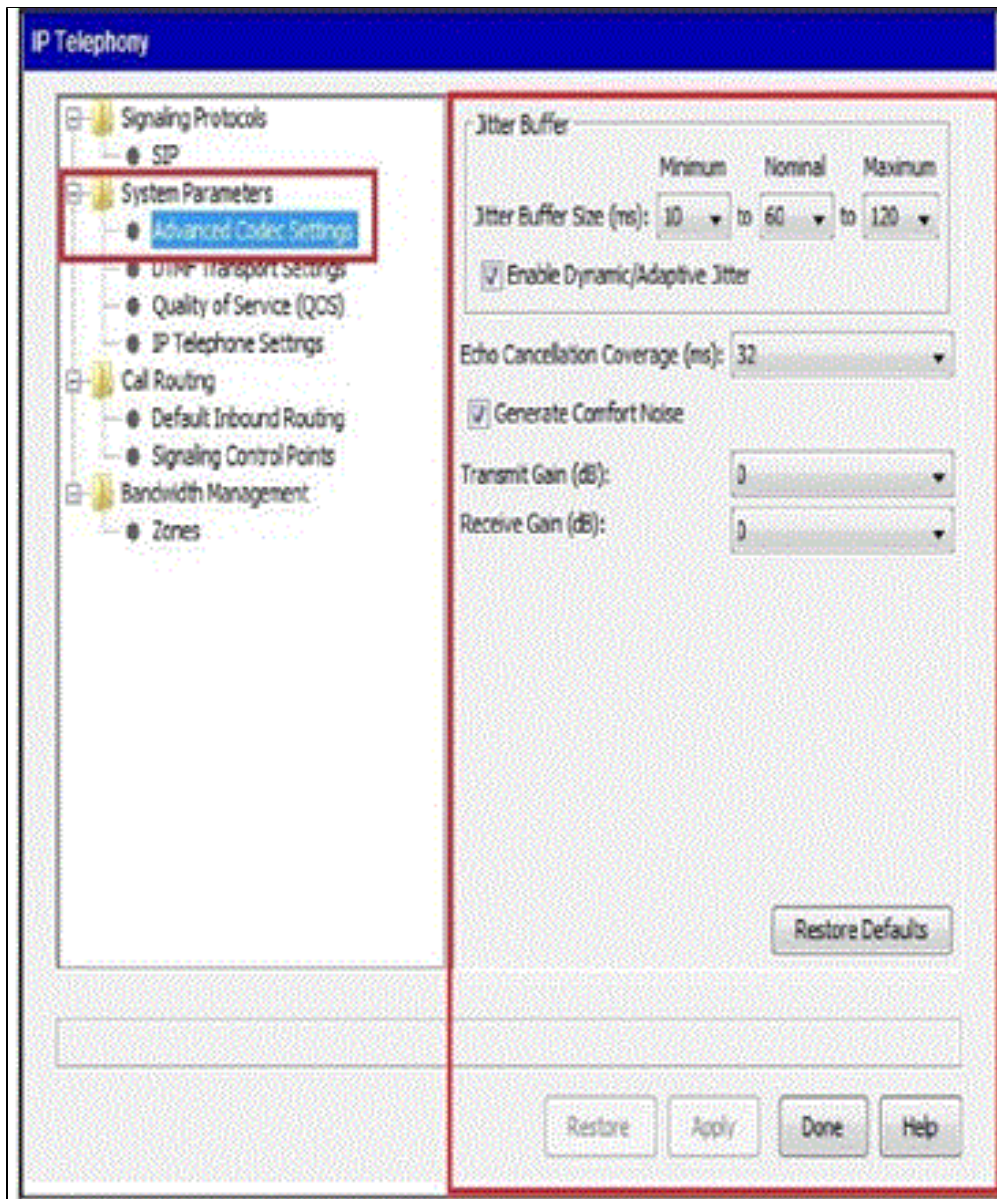 IP Telephony
Signaling Protocols
SIP
System Parameters
Advanced Codec Settings
DTMF Transport Settings
Quality of Service (QOS)
IP Telephone Settings
Call Routing
Default Inbound Routing
Signaling Control Points
Bandwidth Management
Zones
Jitter Buffer
Minimum Nominal Maximum
Jitter Buffer Size (ms): 10 to 60 to 120
Enable Dynamic/Adaptive Jitter
Echo Cancellation Coverage (ms): 32
Generate Comfort Noise
Transmit Gain (dB): 0
Receive Gain (dB): 0
Restore Defaults
Restore Apply Done Help